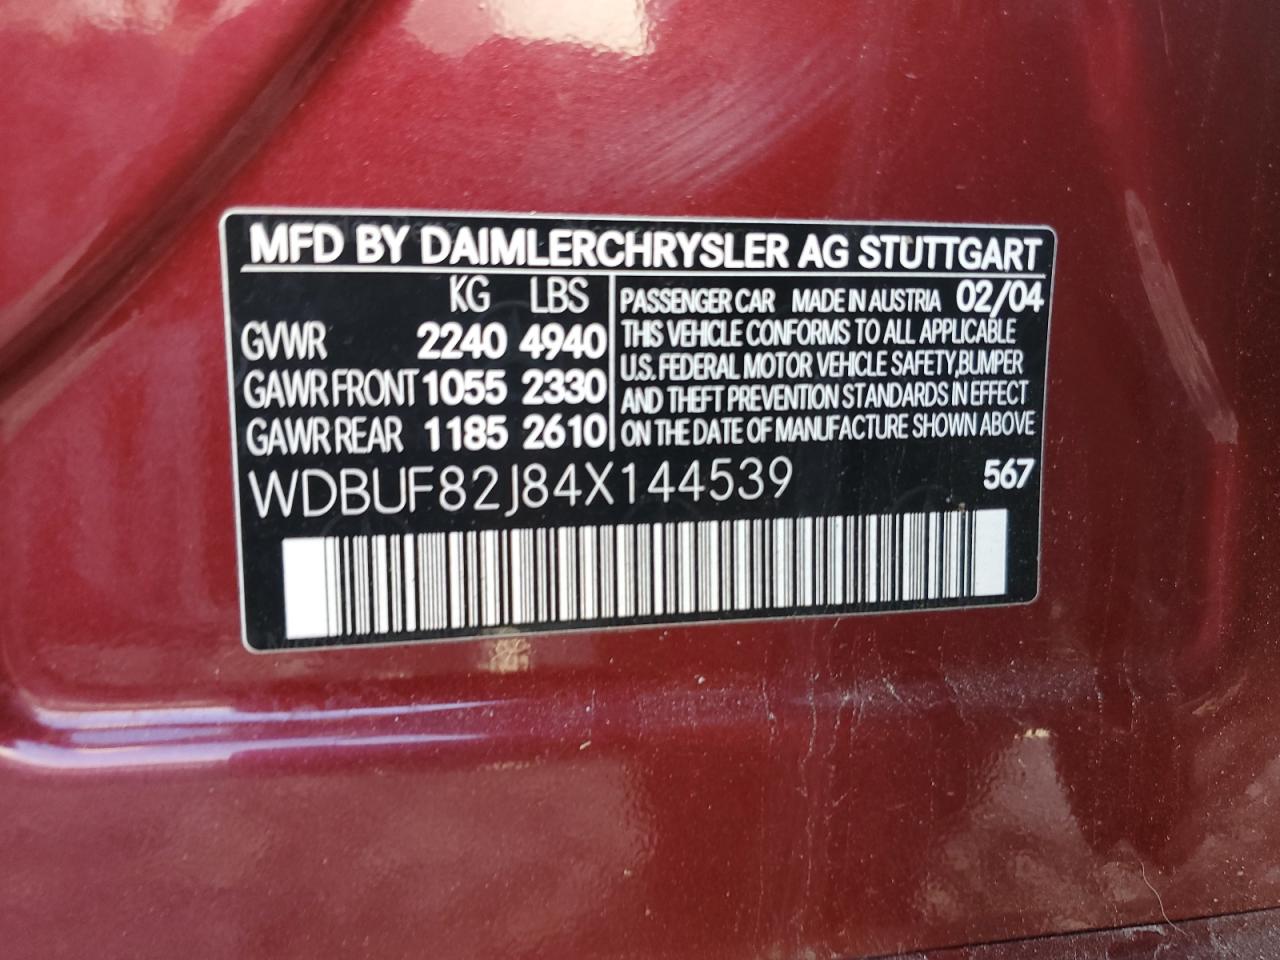 MFD BY DAIMLERCHRYSLER AG STUTTGART
KG LBS
GVWR 2240 4940
GAWR FRONT 1055 2330
GAWR REAR 1185 2610
PASSENGER CAR MADE IN AUSTRIA 02/04
THIS VEHICLE CONFORMS TO ALL APPLICABLE
U.S. FEDERAL MOTOR VEHICLE SAFETY,BUMPER
AND THEFT PREVENTION STANDARDS IN EFFECT
ON THE DATE OF MANUFACTURE SHOWN ABOVE
WDBUF82J84X144539 567